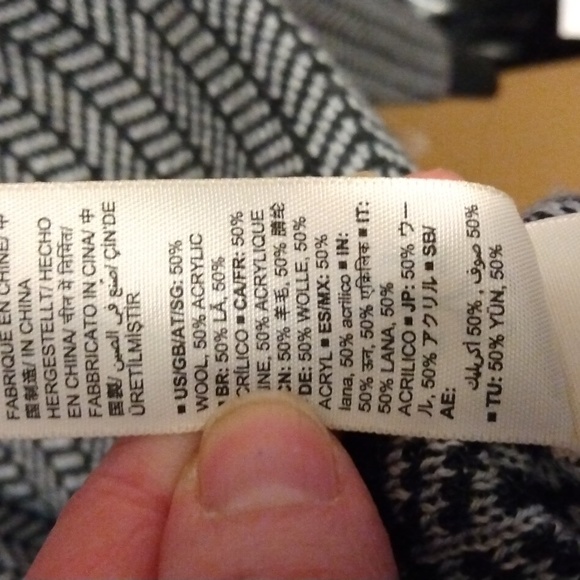 FABRIQUÉ EN CHINE/ 中
国制造/ IN CHINA
HERGESTELLT/ HECHO
EN CHINA/ चीन में निर्मित/
FABBRICATO IN CINA/ 中
国製/ صنع في الصين/ ÇİN'DE
ÜRETİLMİŞTİR
■ US/GB/AT/SG: 50%
WOOL, 50% ACRYLIC
BR: 50% LÃ, 50%
CRÍLICO ■ CA/FR: 50%
INE, 50% ACRYLIQUE
CN: 50% 羊毛, 50% 腈纶
DE: 50% WOLLE, 50%
ACRYL ■ ES/MX: 50%
lana, 50% acrílico ■ IN:
50% ऊन, 50% एक्रिलिक ■ IT:
50% LANA, 50%
ACRILICO ■ JP: 50% ウー
ル, 50% アクリル ■ SB/
AE:
50% صوف , 50% أكريليك
■ TU: 50% YÜN, 50%